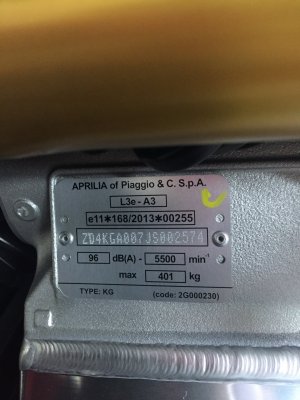 APRILIA of Piaggio & C. S.p.A.
L3e - A3
e11*168/2013*00255
ZD4KGA007JS002574
96 dB(A) - 5500 min⁻¹
max 401 kg
TYPE: KG (code: 2G000230)